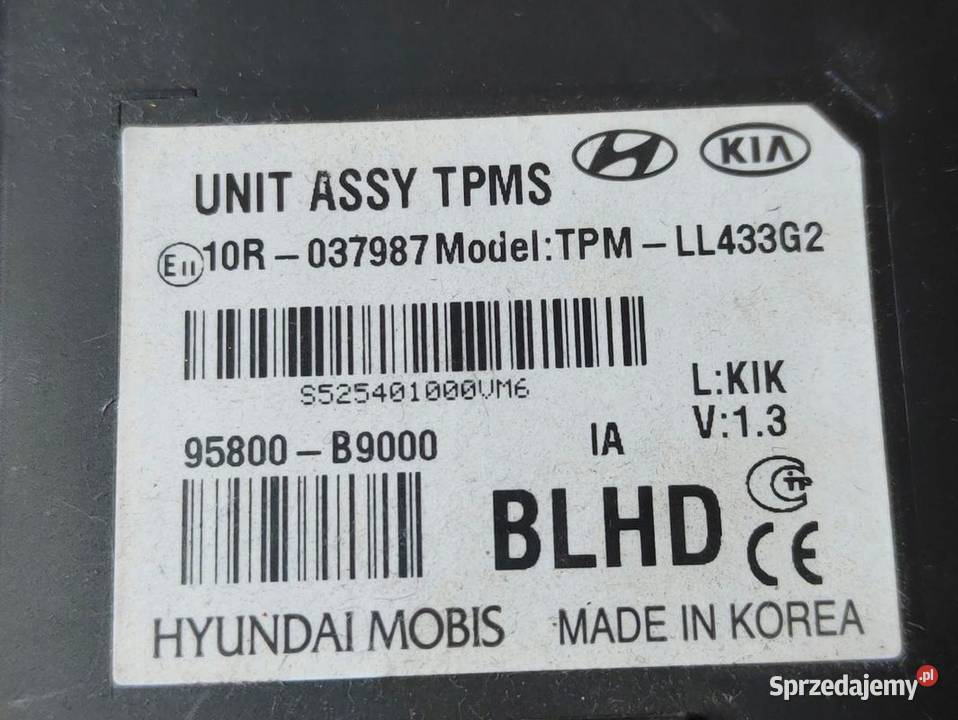 UNIT ASSY TPMS KIA
E11 10R-037987 Model:TPM-LL433G2
S525401000VM6
L:KIK
V:1.3
95800-B9000 IA
BLHD
CE
HYUNDAI MOBIS MADE IN KOREA
Sprzedajemy.pl